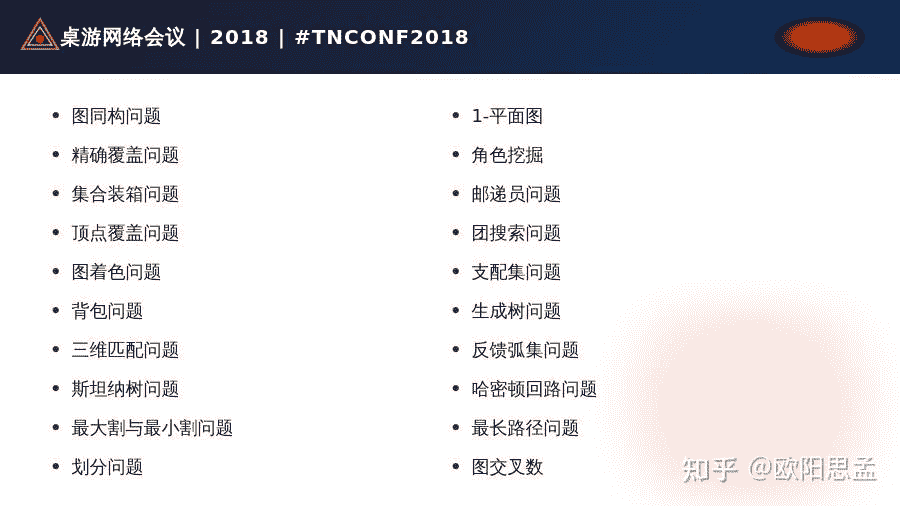 桌游网络会议 | 2018 | #TNCONF2018
图同构问题
精确覆盖问题
集合装箱问题
顶点覆盖问题
图着色问题
背包问题
三维匹配问题
斯坦纳树问题
最大割与最小割问题
划分问题
1-平面图
角色挖掘
邮递员问题
团搜索问题
支配集问题
生成树问题
反馈弧集问题
哈密顿回路问题
最长路径问题
图交叉数
知乎 @欧阳思孟